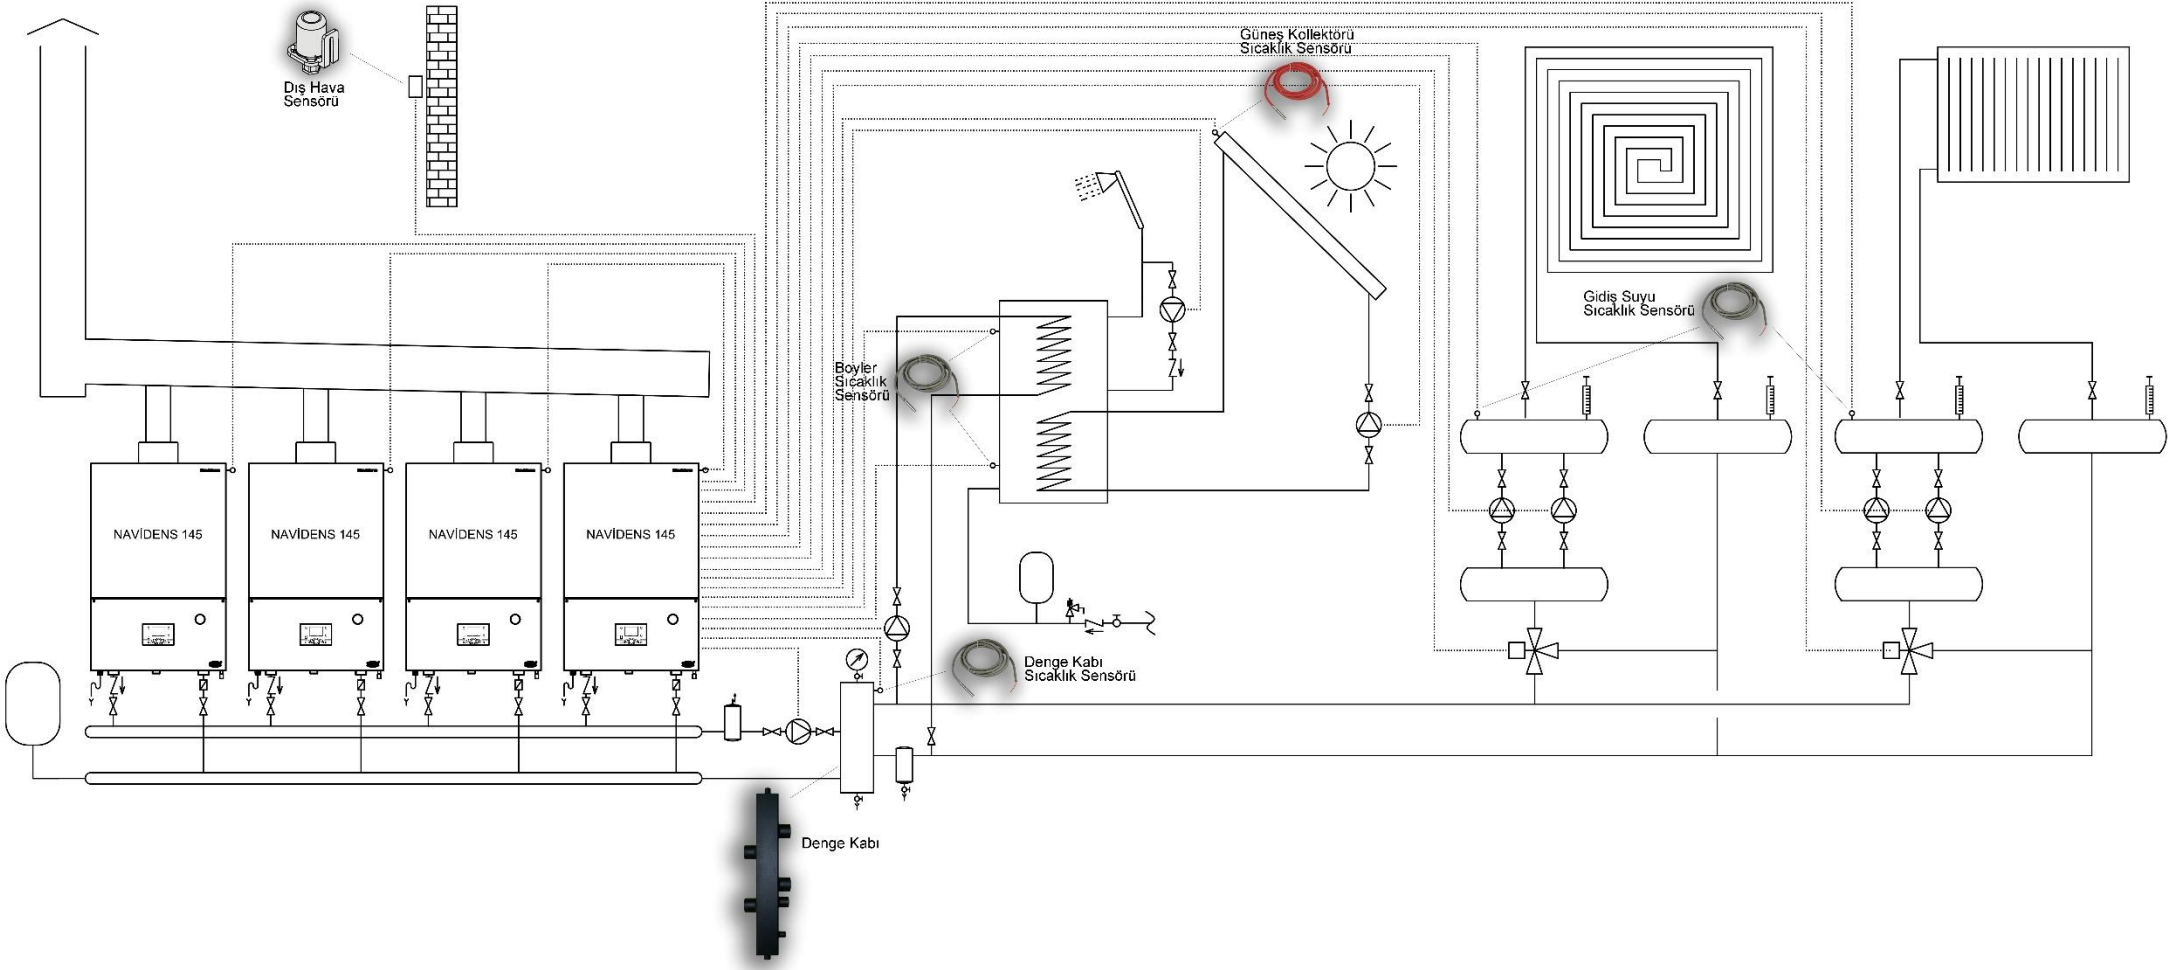 Güneş Kollektörü
Sıcaklık Sensörü
Dış Hava
Sensörü
Gidiş Suyu
Sıcaklık Sensörü
Boyler
Sıcaklık
Sensörü
NAVİDENS 145
NAVİDENS 145
NAVİDENS 145
NAVİDENS 145
Denge Kabı
Sıcaklık Sensörü
Denge Kabı